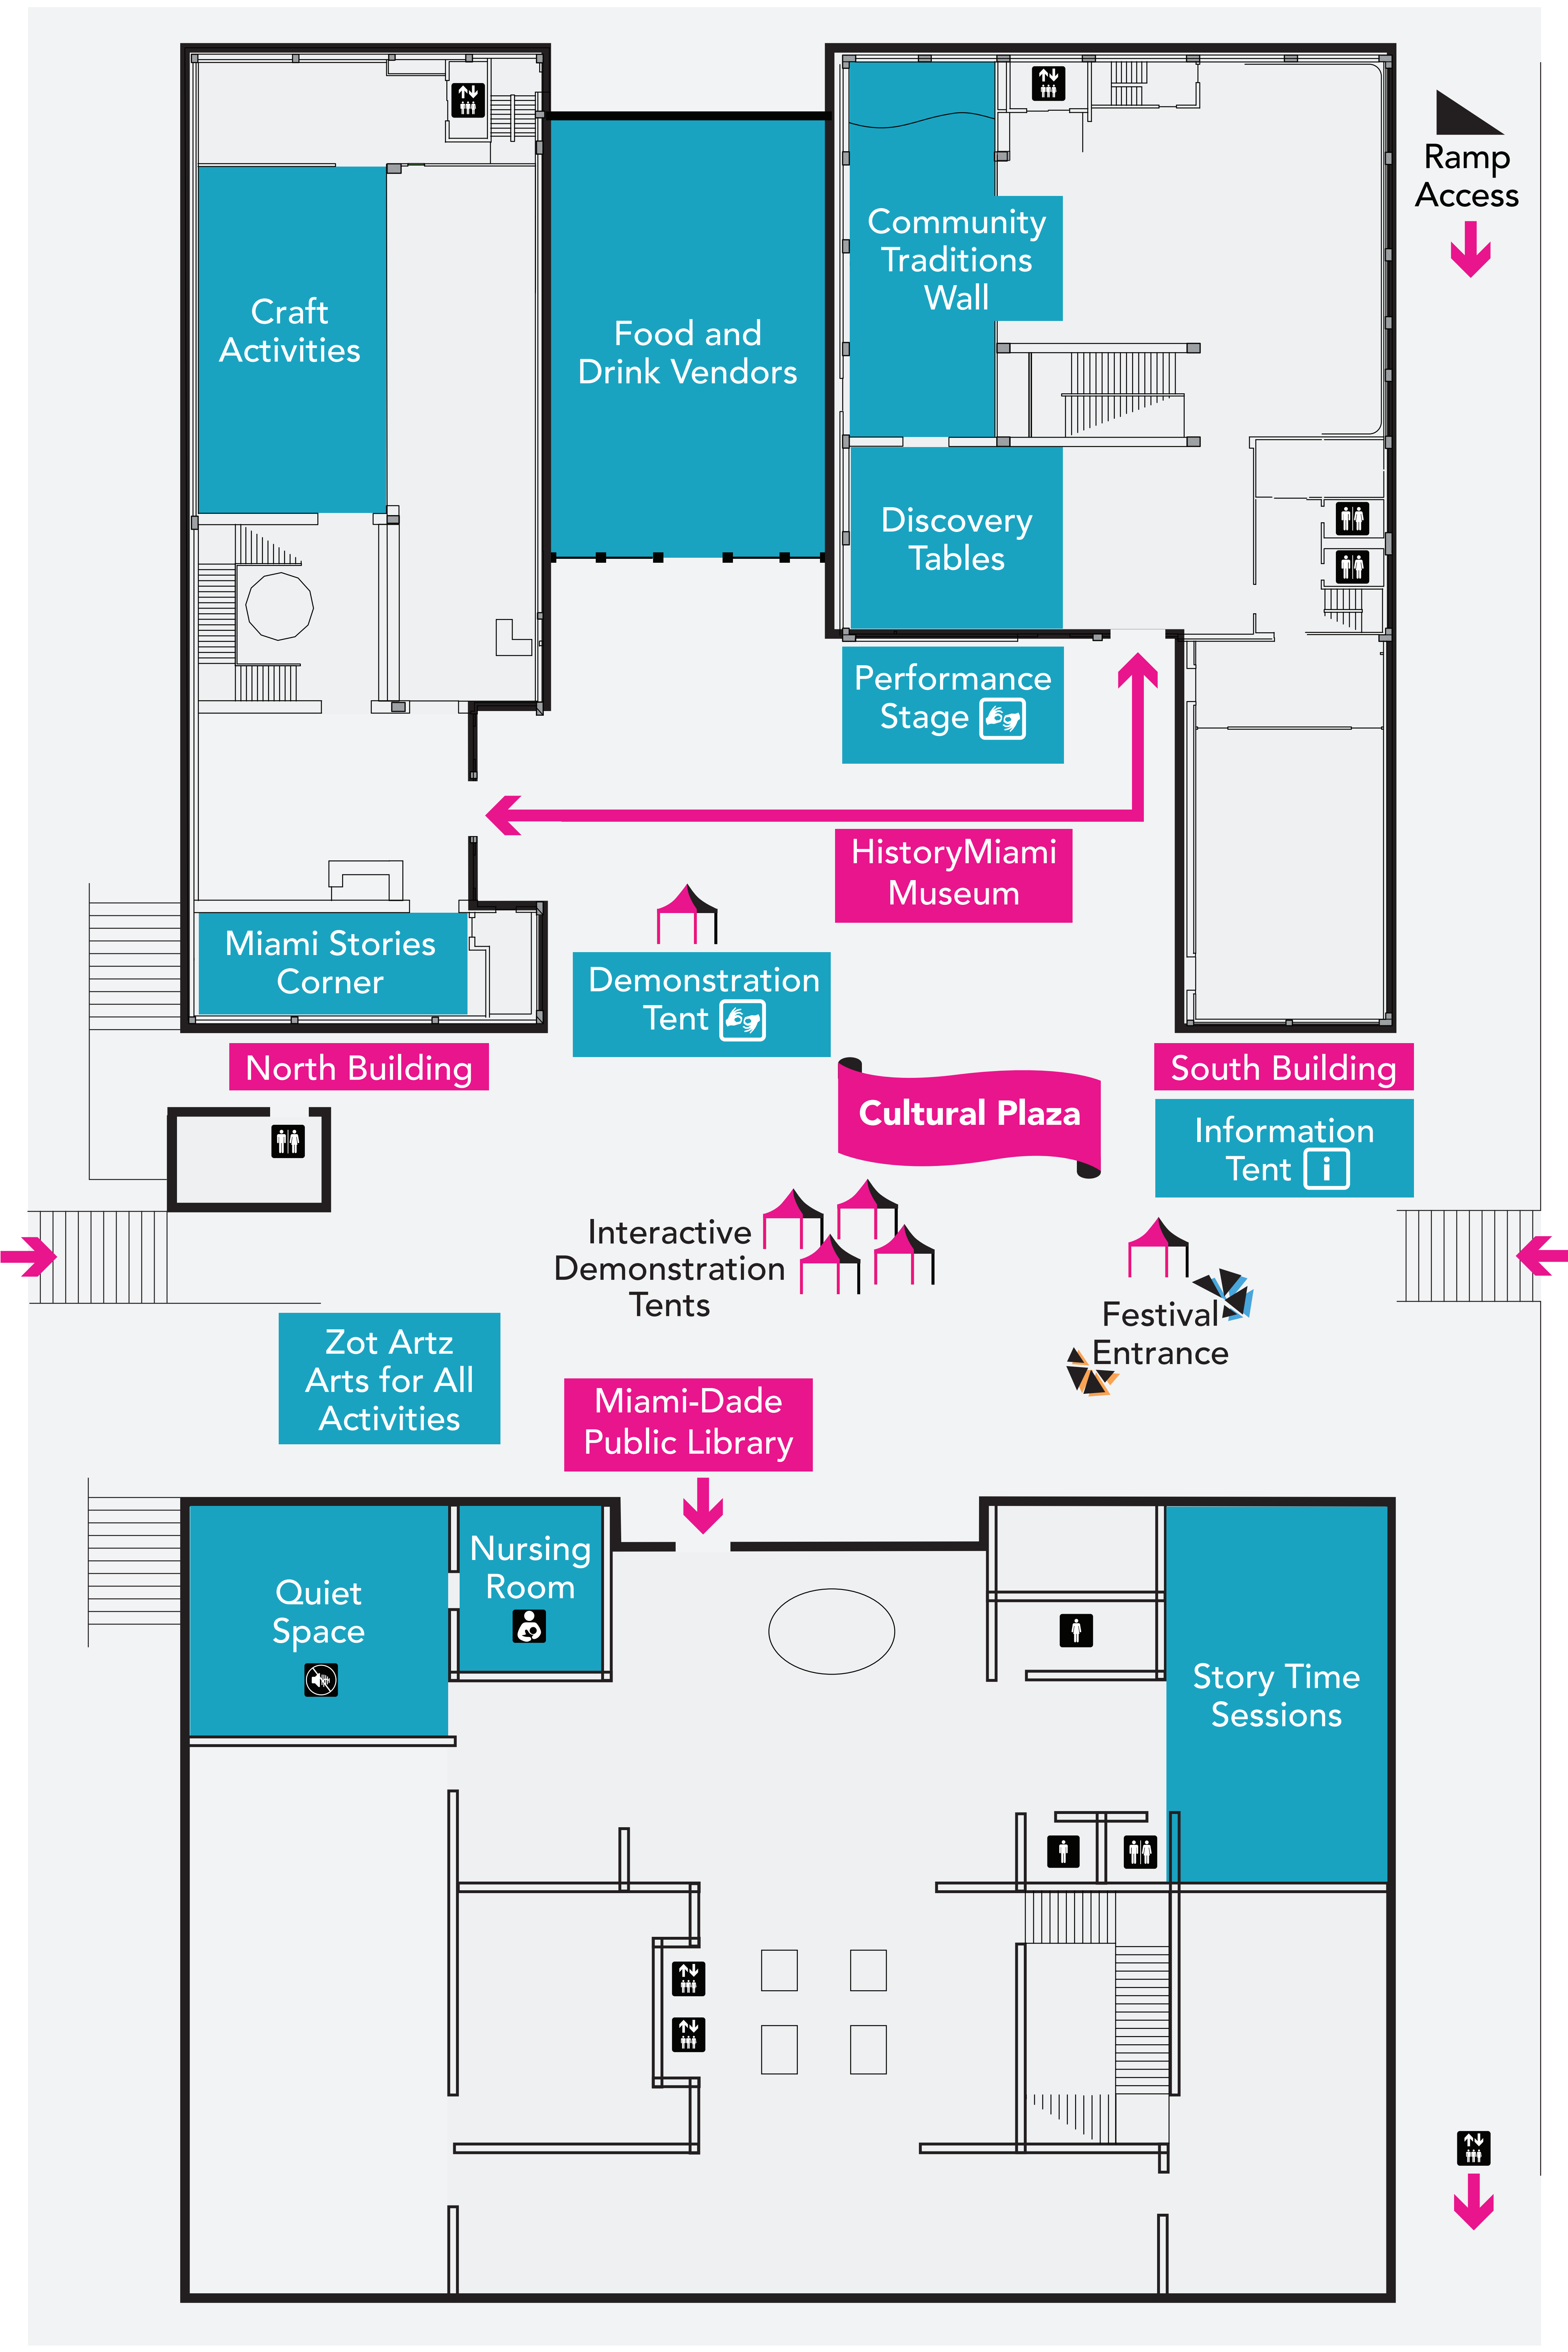 Ramp
Access
Community
Traditions
Wall
Craft
Activities
Food and
Drink Vendors
Discovery
Tables
Performance
Stage
HistoryMiami
Museum
Miami Stories
Corner
Demonstration
Tent
North Building
South Building
Cultural Plaza
Information
Tent i
Interactive
Demonstration
Tents
Festival
Entrance
Zot Artz
Arts for All
Activities
Miami-Dade
Public Library
Nursing
Room
Quiet
Space
Story Time
Sessions